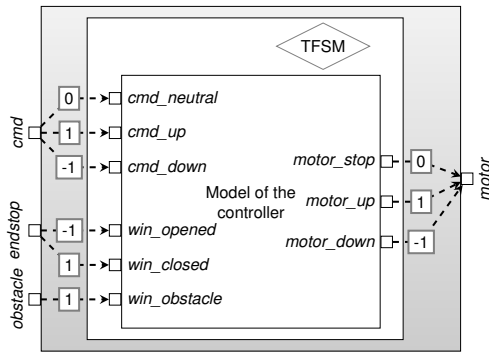 TFSM
cmd
0
cmd_neutral
1
cmd_up
-1
cmd_down
motor_stop
0
Model of the
controller
motor_up
1
motor
motor_down
-1
endstop
-1
win_opened
1
win_closed
obstacle
1
win_obstacle